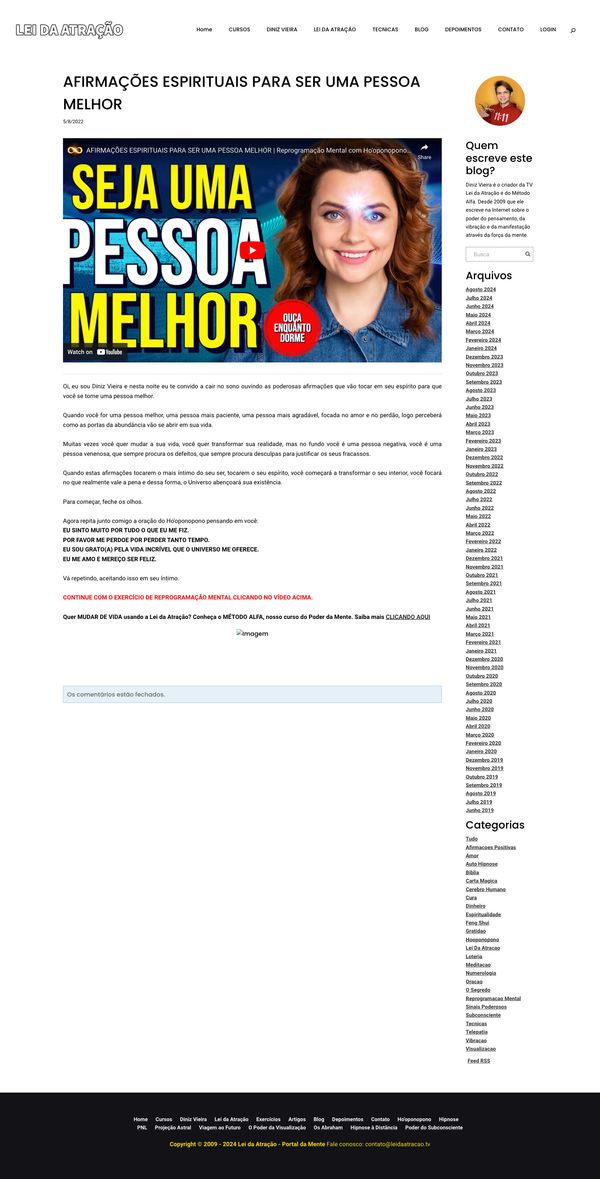 LEI DA ATRAÇÃO
Home CURSOS DINIZ VIEIRA LEI DA ATRAÇÃO TECNICAS BLOG DEPOIMENTOS CONTATO LOGIN
AFIRMAÇÕES ESPIRITUAIS PARA SER UMA PESSOA
MELHOR
5/8/2022
AFIRMAÇÕES ESPIRITUAIS PARA SER UMA PESSOA MELHOR | Reprogramação Mental com Ho'oponopono...
Share
SEJA UMA
PESSOA
MELHOR
OUÇA
ENQUANTO
DORME
Watch on YouTube
Oi, eu sou Diniz Vieira e nesta noite eu te convido a cair no sono ouvindo as poderosas afirmações que vão tocar em seu espírito para que
você se torne uma pessoa melhor.
Quando você for uma pessoa melhor, uma pessoa mais paciente, uma pessoa mais agradável, focada no amor e no perdão, logo perceberá
como as portas da abundância vão se abrir em sua vida.
Muitas vezes você quer mudar a sua vida, você quer transformar sua realidade, mas no fundo você é uma pessoa negativa, você é uma
pessoa venenosa, que sempre procura os defeitos, que sempre procura desculpas para justificar os seus fracassos.
Quando estas afirmações tocarem o mais íntimo do seu ser, tocarem o seu espírito, você começará a transformar o seu interior, você focará
no que realmente vale a pena e dessa forma, o Universo abençoará sua existência.
Para começar, feche os olhos.
Agora repita junto comigo a oração do Ho'oponopono pensando em você:
EU SINTO MUITO POR TUDO O QUE EU ME FIZ.
POR FAVOR ME PERDOE POR PERDER TANTO TEMPO.
EU SOU GRATO(A) PELA VIDA INCRÍVEL QUE O UNIVERSO ME OFERECE.
EU ME AMO E MEREÇO SER FELIZ.
Vá repetindo, aceitando isso em seu íntimo.
CONTINUE COM O EXERCÍCIO DE REPROGRAMAÇÃO MENTAL CLICANDO NO VÍDEO ACIMA.
Quer MUDAR DE VIDA usando a Lei da Atração? Conheça o MÉTODO ALFA, nosso curso do Poder da Mente. Saiba mais CLICANDO AQUI
Imagem
Os comentários estão fechados.
11:11
Quem
escreve este
blog?
Diniz Vieira é o criador da TV
Lei da Atração e do Método
Alfa. Desde 2009 que ele
escreve na Internet sobre o
poder do pensamento, da
vibração e da manifestação
através da força da mente.
Busca
Arquivos
Agosto 2024
Julho 2024
Junho 2024
Maio 2024
Abril 2024
Março 2024
Fevereiro 2024
Janeiro 2024
Dezembro 2023
Novembro 2023
Outubro 2023
Setembro 2023
Agosto 2023
Julho 2023
Junho 2023
Maio 2023
Abril 2023
Março 2023
Fevereiro 2023
Janeiro 2023
Dezembro 2022
Novembro 2022
Outubro 2022
Setembro 2022
Agosto 2022
Julho 2022
Junho 2022
Maio 2022
Abril 2022
Março 2022
Fevereiro 2022
Janeiro 2022
Dezembro 2021
Novembro 2021
Outubro 2021
Setembro 2021
Agosto 2021
Julho 2021
Junho 2021
Maio 2021
Abril 2021
Março 2021
Fevereiro 2021
Janeiro 2021
Dezembro 2020
Novembro 2020
Outubro 2020
Setembro 2020
Agosto 2020
Julho 2020
Junho 2020
Maio 2020
Abril 2020
Março 2020
Fevereiro 2020
Janeiro 2020
Dezembro 2019
Novembro 2019
Outubro 2019
Setembro 2019
Agosto 2019
Julho 2019
Junho 2019
Categorias
Tudo
Afirmacoes Positivas
Amor
Auto Hipnose
Biblia
Carta Magica
Cerebro Humano
Cura
Dinheiro
Espiritualidade
Feng Shui
Gratidao
Hooponopono
Lei Da Atracao
Loteria
Meditacao
Numerologia
Oracao
O Segredo
Reprogramacao Mental
Sinais Poderosos
Subconsciente
Tecnicas
Telepatia
Vibracao
Visualizacao
Feed RSS
Home Cursos Diniz Vieira Lei da Atração Exercícios Artigos Blog Depoimentos Contato Ho'oponopono Hipnose
PNL Projeção Astral Viagem ao Futuro O Poder da Visualização Os Abraham Hipnose à Distância Poder do Subconsciente
Copyright © 2009 - 2024 Lei da Atração - Portal da Mente Fale conosco: contato@leidaatracao.tv